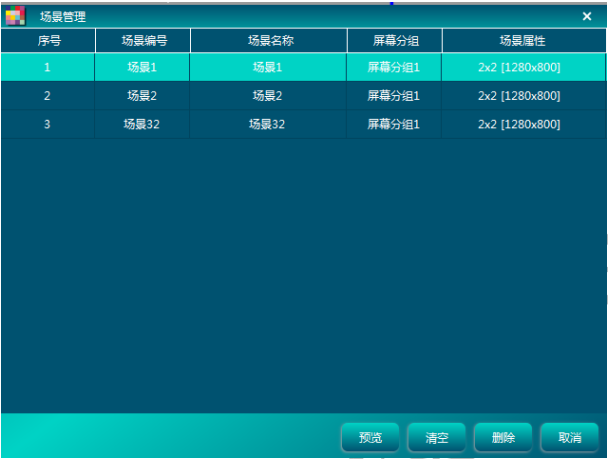 场景管理
序号 场景编号 场景名称 屏幕分组 场景属性
1 场景1 场景1 屏幕分组1 2x2 [1280x800]
2 场景2 场景2 屏幕分组1 2x2 [1280x800]
3 场景32 场景32 屏幕分组1 2x2 [1280x800]
预览 清空 删除 取消